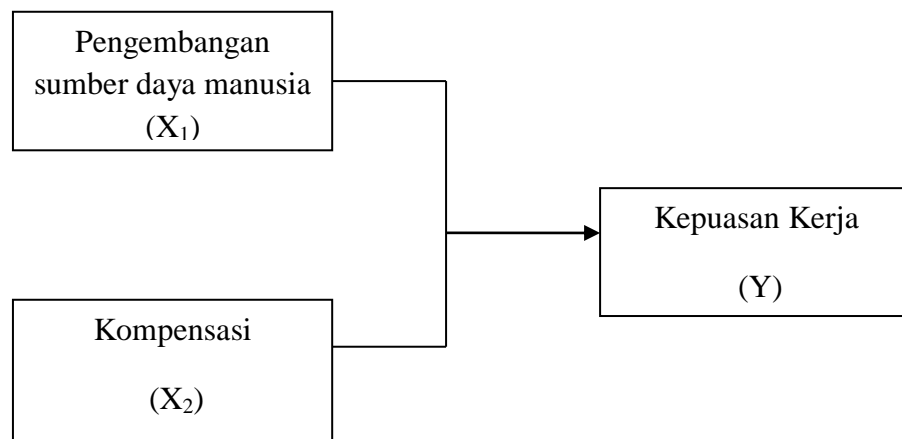 Pengembangan
sumber daya manusia
(X₁)
Kepuasan Kerja
(Y)
Kompensasi
(X₂)